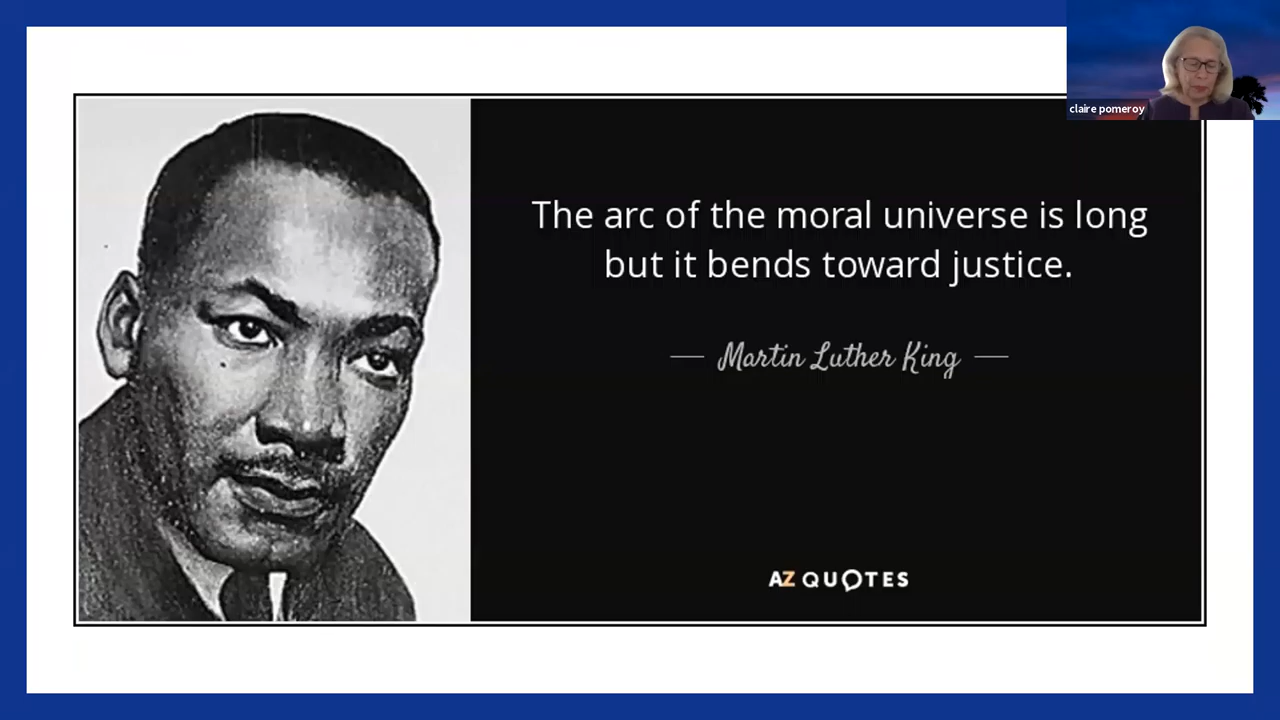 claire pomeroy
The arc of the moral universe is long
but it bends toward justice.
Martin Luther King
AZ QUOTES